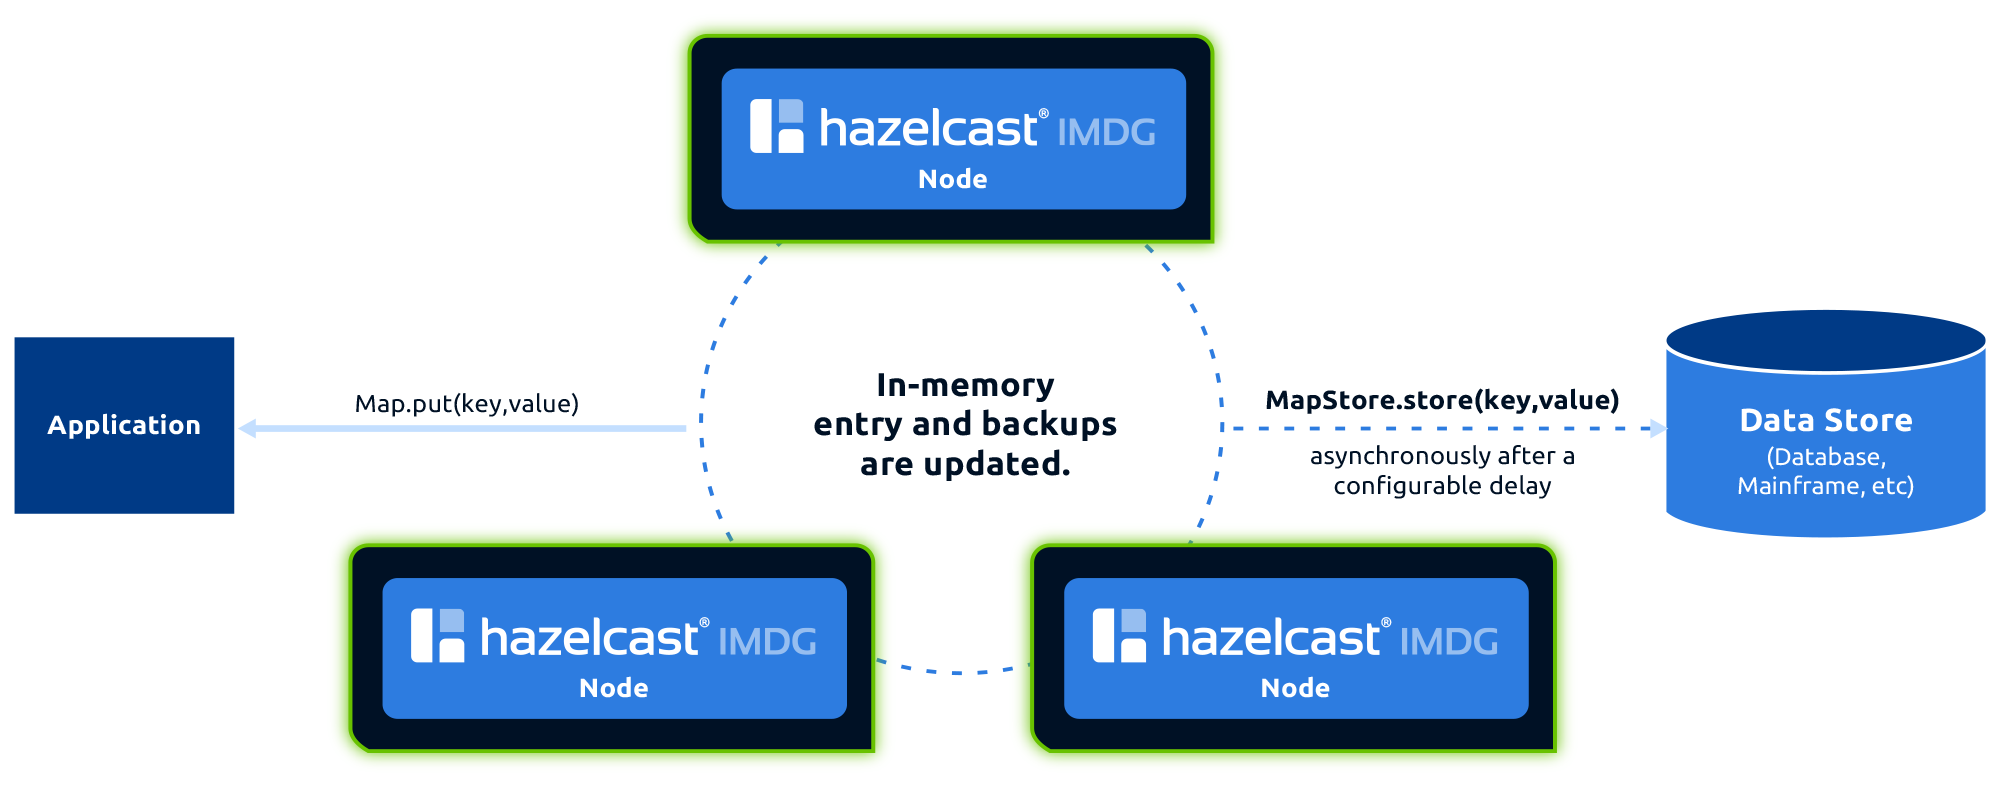 hazelcast® IMDG
Node
Application
Map.put(key,value)
In-memory
entry and backups
are updated.
MapStore.store(key,value)
asynchronously after a
configurable delay
Data Store
(Database,
Mainframe, etc)
hazelcast® IMDG
Node
hazelcast® IMDG
Node